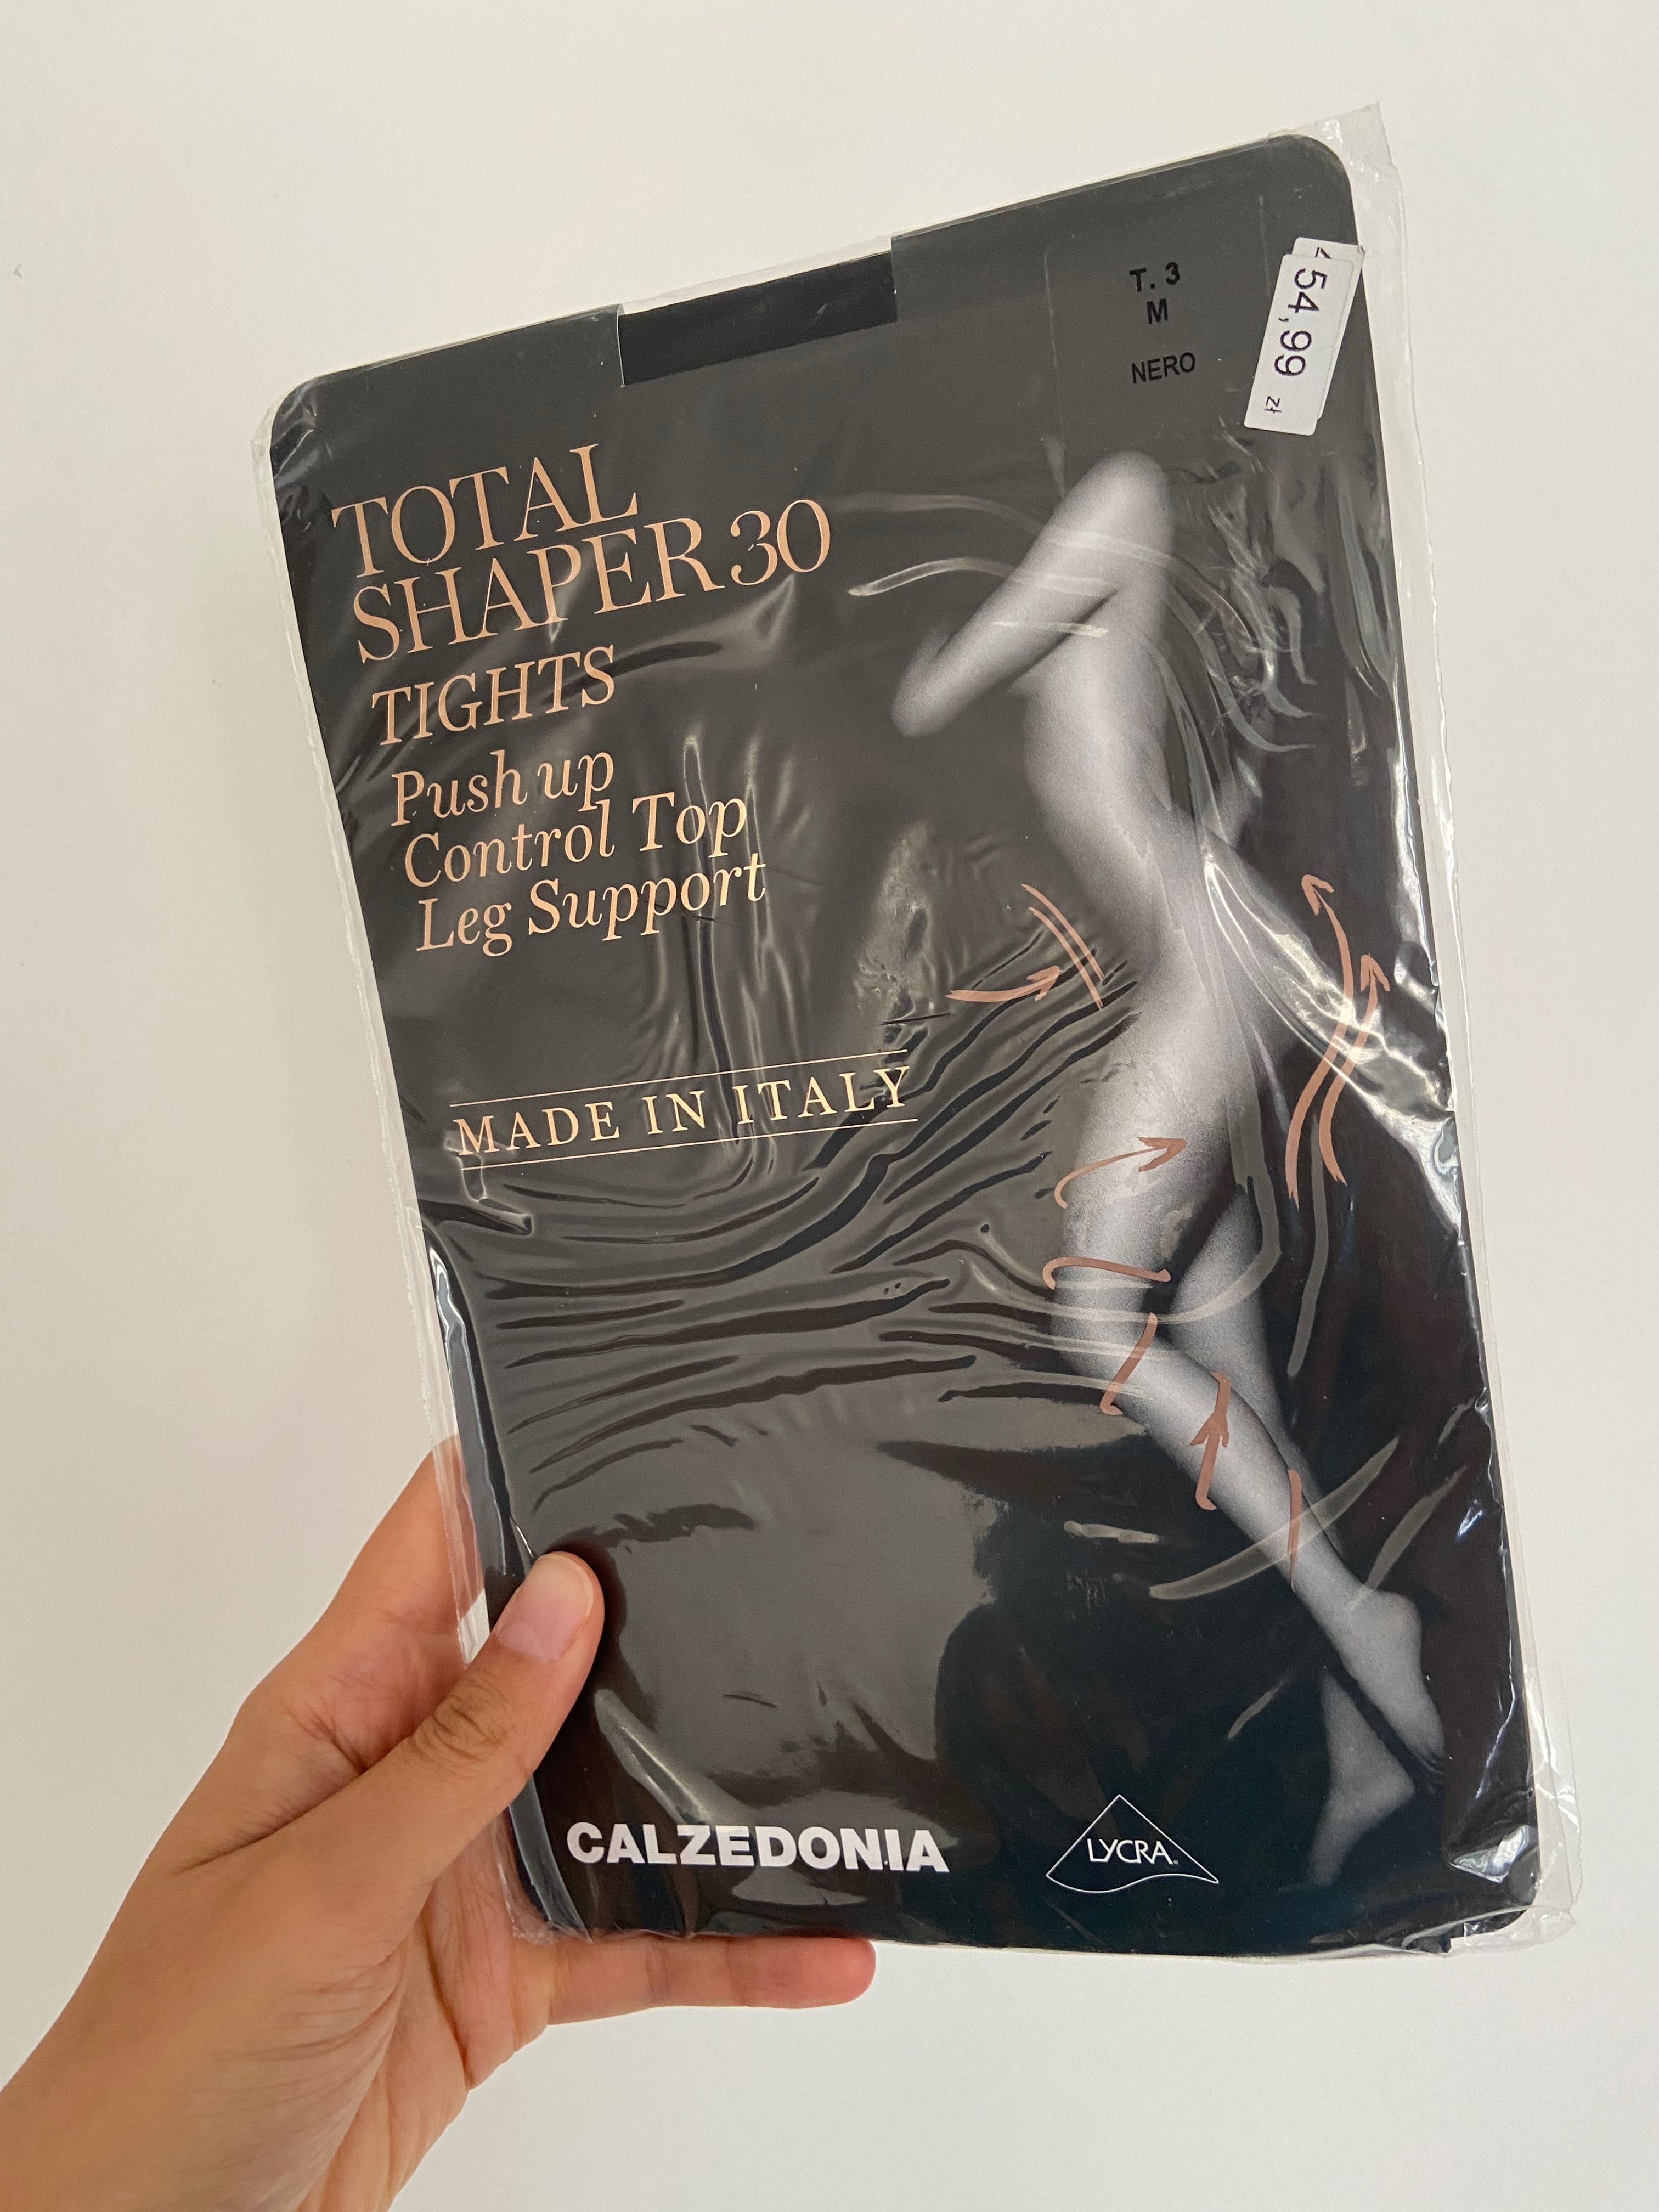 T. 3
M
NERO
54,99 zł
TOTAL
SHAPER 30
TIGHTS
Push up
Control Top
Leg Support
MADE IN ITALY
CALZEDONIA
LYCRA®